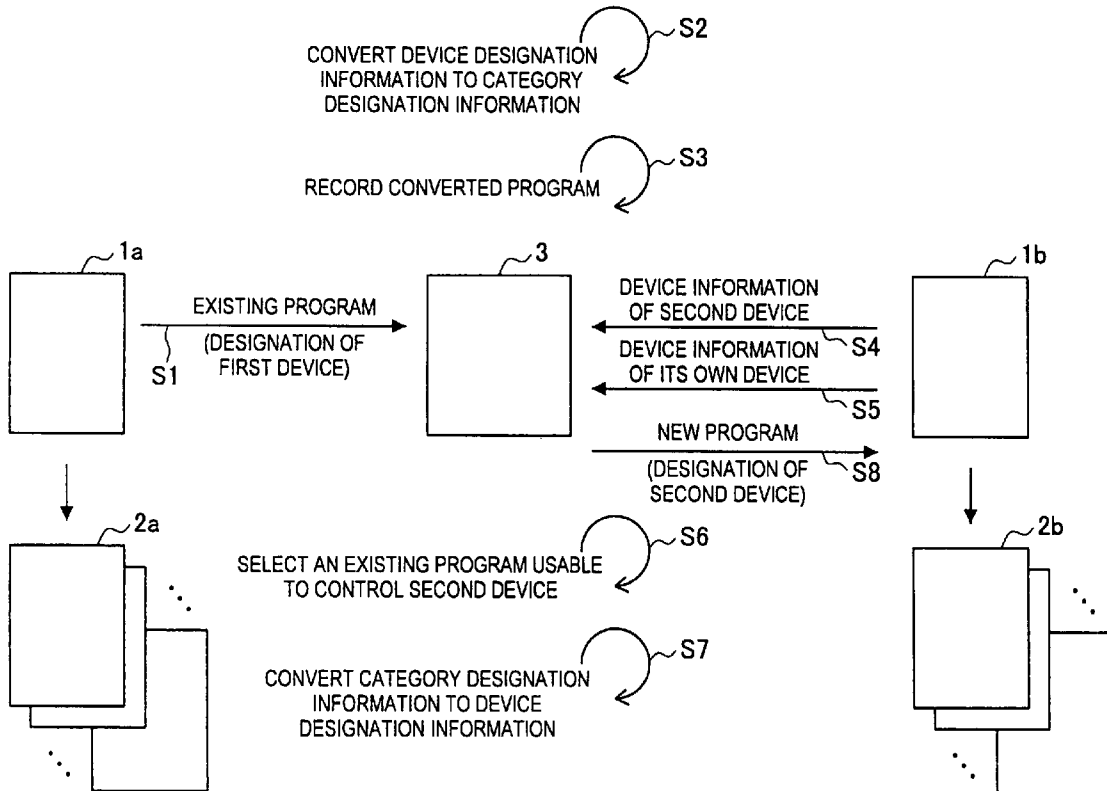 S2
CONVERT DEVICE DESIGNATION
INFORMATION TO CATEGORY
DESIGNATION INFORMATION
S3
RECORD CONVERTED PROGRAM
1a
3
1b
EXISTING PROGRAM
(DESIGNATION OF
FIRST DEVICE)
S1
DEVICE INFORMATION
OF SECOND DEVICE
S4
DEVICE INFORMATION
OF ITS OWN DEVICE
S5
NEW PROGRAM
S8
(DESIGNATION OF
SECOND DEVICE)
2a
S6
SELECT AN EXISTING PROGRAM USABLE
TO CONTROL SECOND DEVICE
2b
S7
CONVERT CATEGORY DESIGNATION
INFORMATION TO DEVICE
DESIGNATION INFORMATION